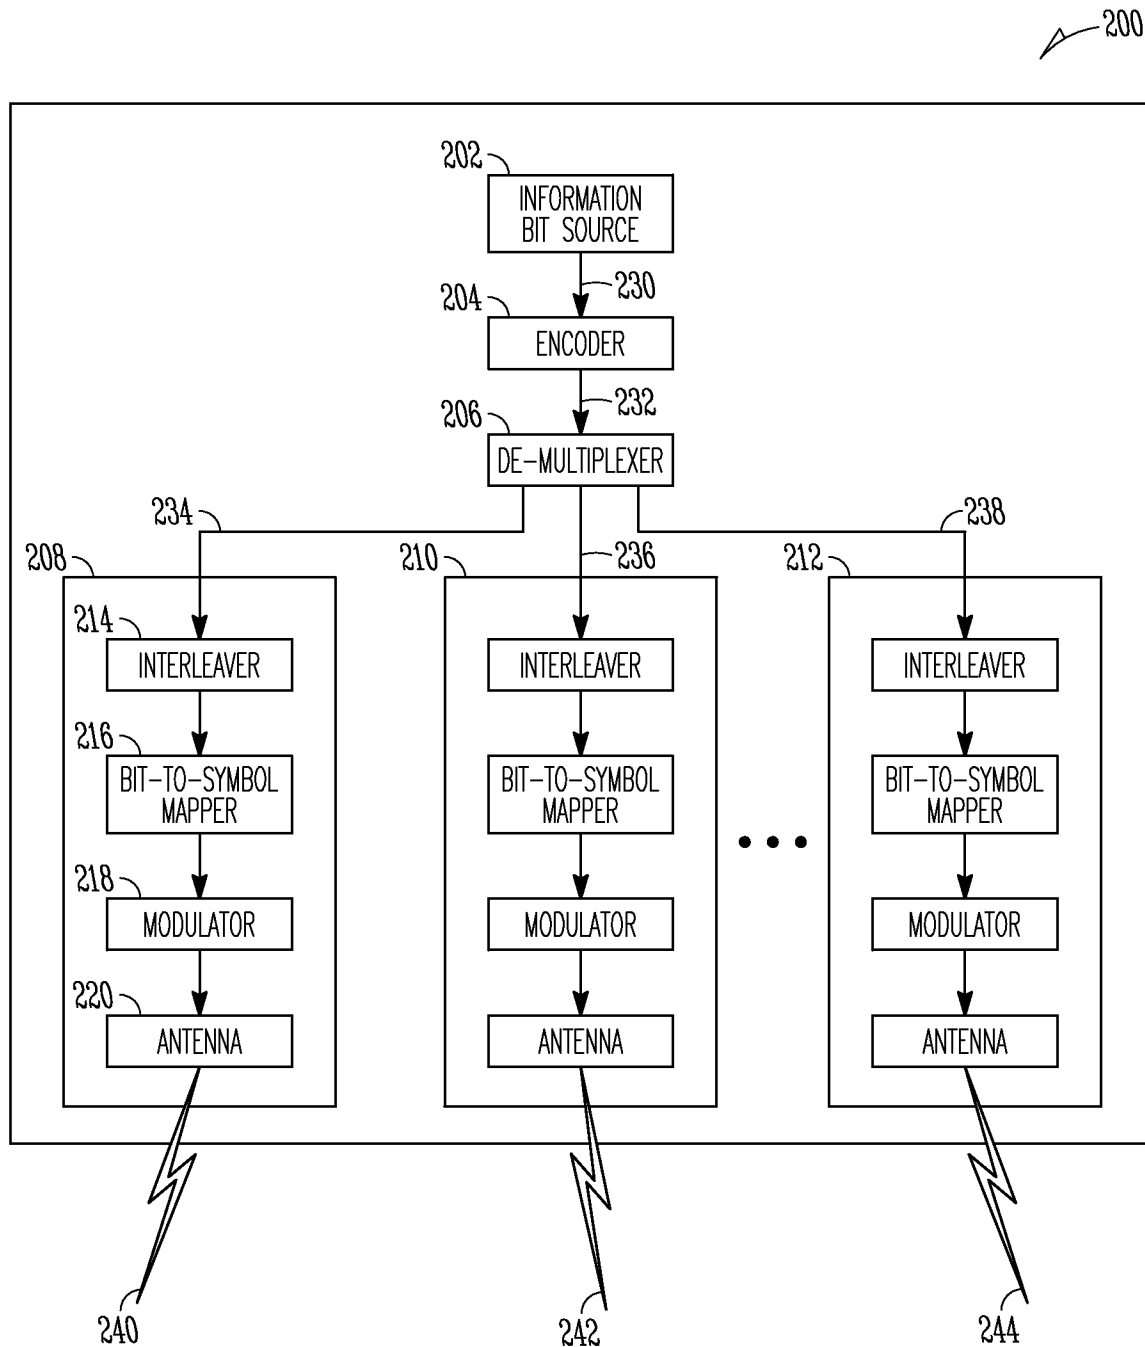 200
202
INFORMATION
BIT SOURCE
230
204
ENCODER
232
206
DE-MULTIPLEXER
234
238
236
208
210
212
214
INTERLEAVER
INTERLEAVER
INTERLEAVER
216
BIT-TO-SYMBOL
MAPPER
BIT-TO-SYMBOL
MAPPER
BIT-TO-SYMBOL
MAPPER
218
MODULATOR
MODULATOR
MODULATOR
220
ANTENNA
ANTENNA
ANTENNA
240
242
244